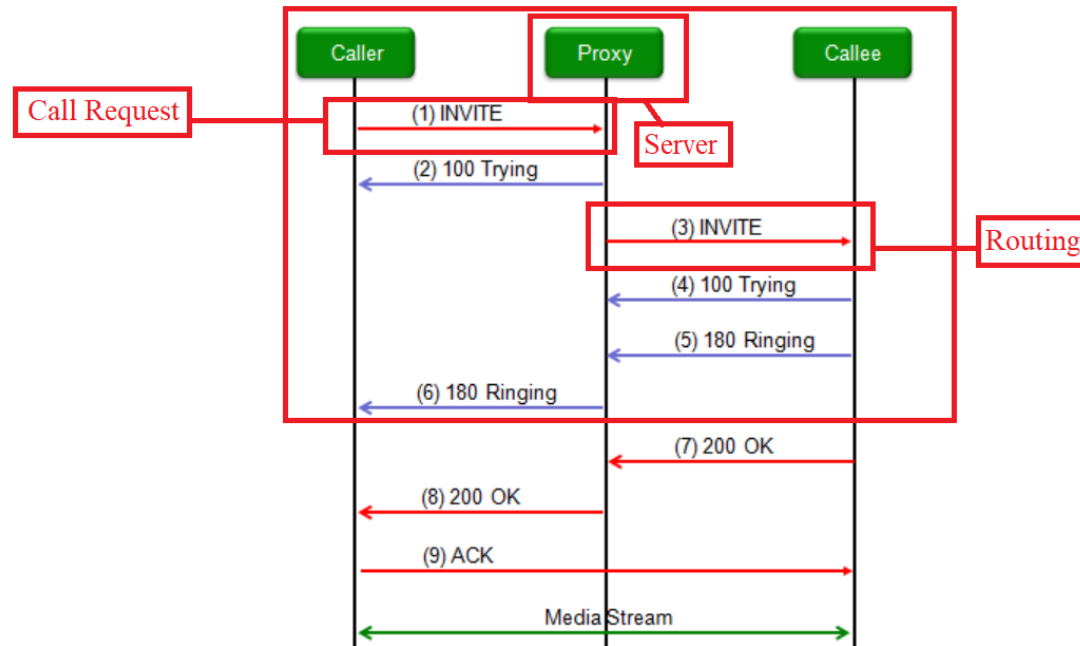 Caller
Proxy
Callee
Call Request
(1) INVITE
Server
(2) 100 Trying
(3) INVITE
Routing
(4) 100 Trying
(5) 180 Ringing
(6) 180 Ringing
(7) 200 OK
(8) 200 OK
(9) ACK
Media Stream